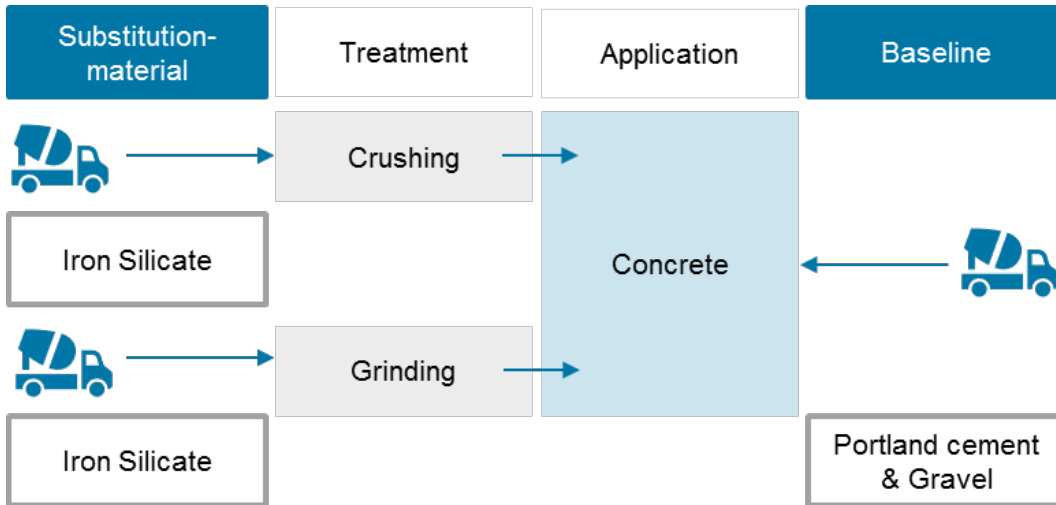 Substitution-
material
Treatment
Application
Baseline
Crushing
Iron Silicate
Concrete
Grinding
Iron Silicate
Portland cement
& Gravel